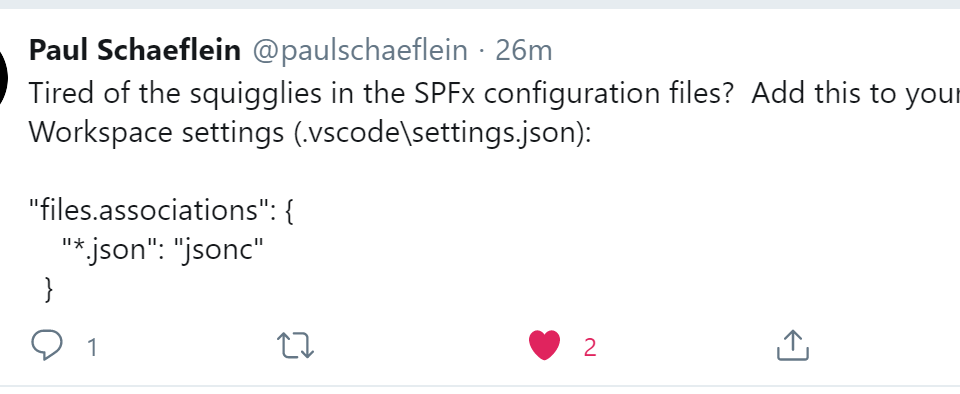 Paul Schaeflein @paulschaeflein · 26m
Tired of the squigglies in the SPFx configuration files?  Add this to your
Workspace settings (.vscode\settings.json):
"files.associations": {
"*.json": "jsonc"
}
1 2